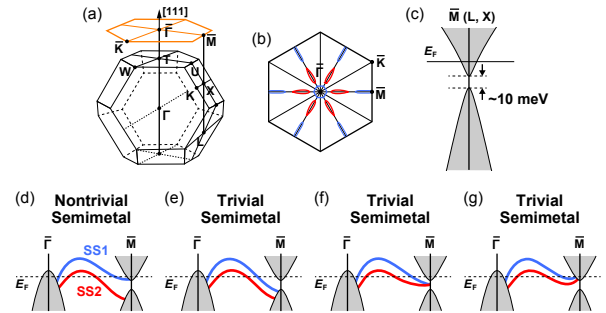 (a)
[111]
Γ̄
K̄
M̄
W
T
U
K
X
Γ
L
(b)
Γ̄
K̄
M̄
(c)
M̄ (L, X)
E_F
~10 meV
(d)
Nontrivial
Semimetal
Γ̄
M̄
SS1
E_F
SS2
(e)
Trivial
Semimetal
Γ̄
M̄
E_F
(f)
Trivial
Semimetal
Γ̄
M̄
E_F
(g)
Trivial
Semimetal
Γ̄
M̄
E_F